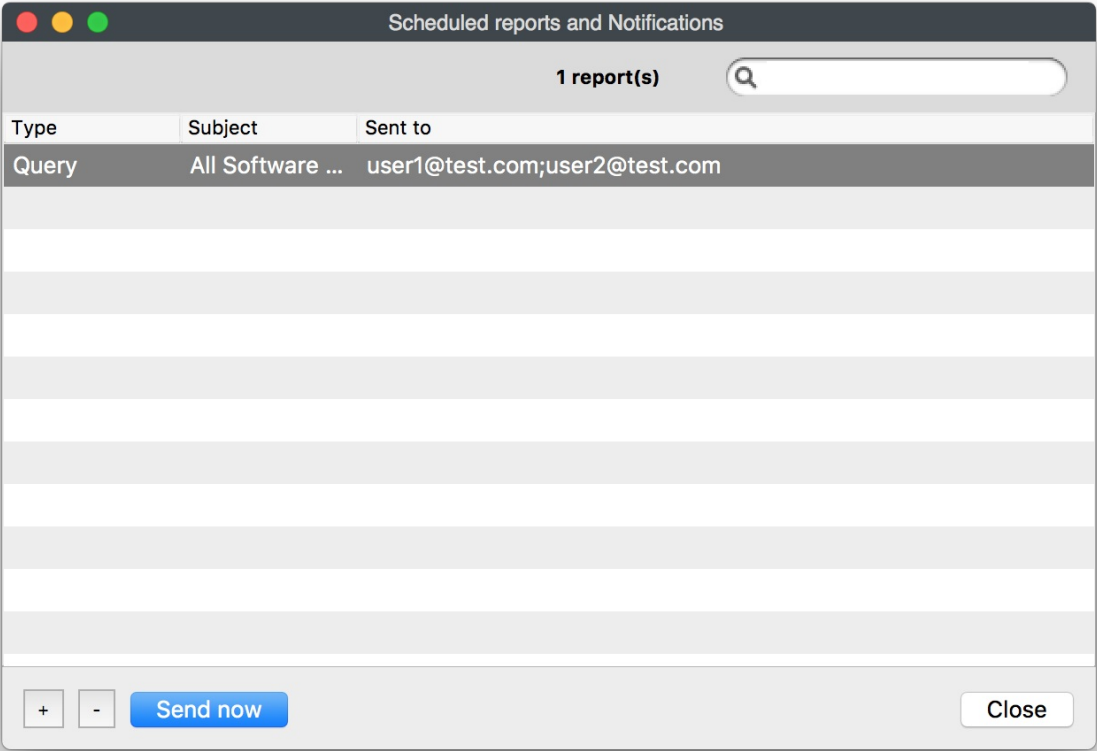 Scheduled reports and Notifications
1 report(s)
Type Subject Sent to
Query All Software ... user1@test.com;user2@test.com
+ - Send now Close